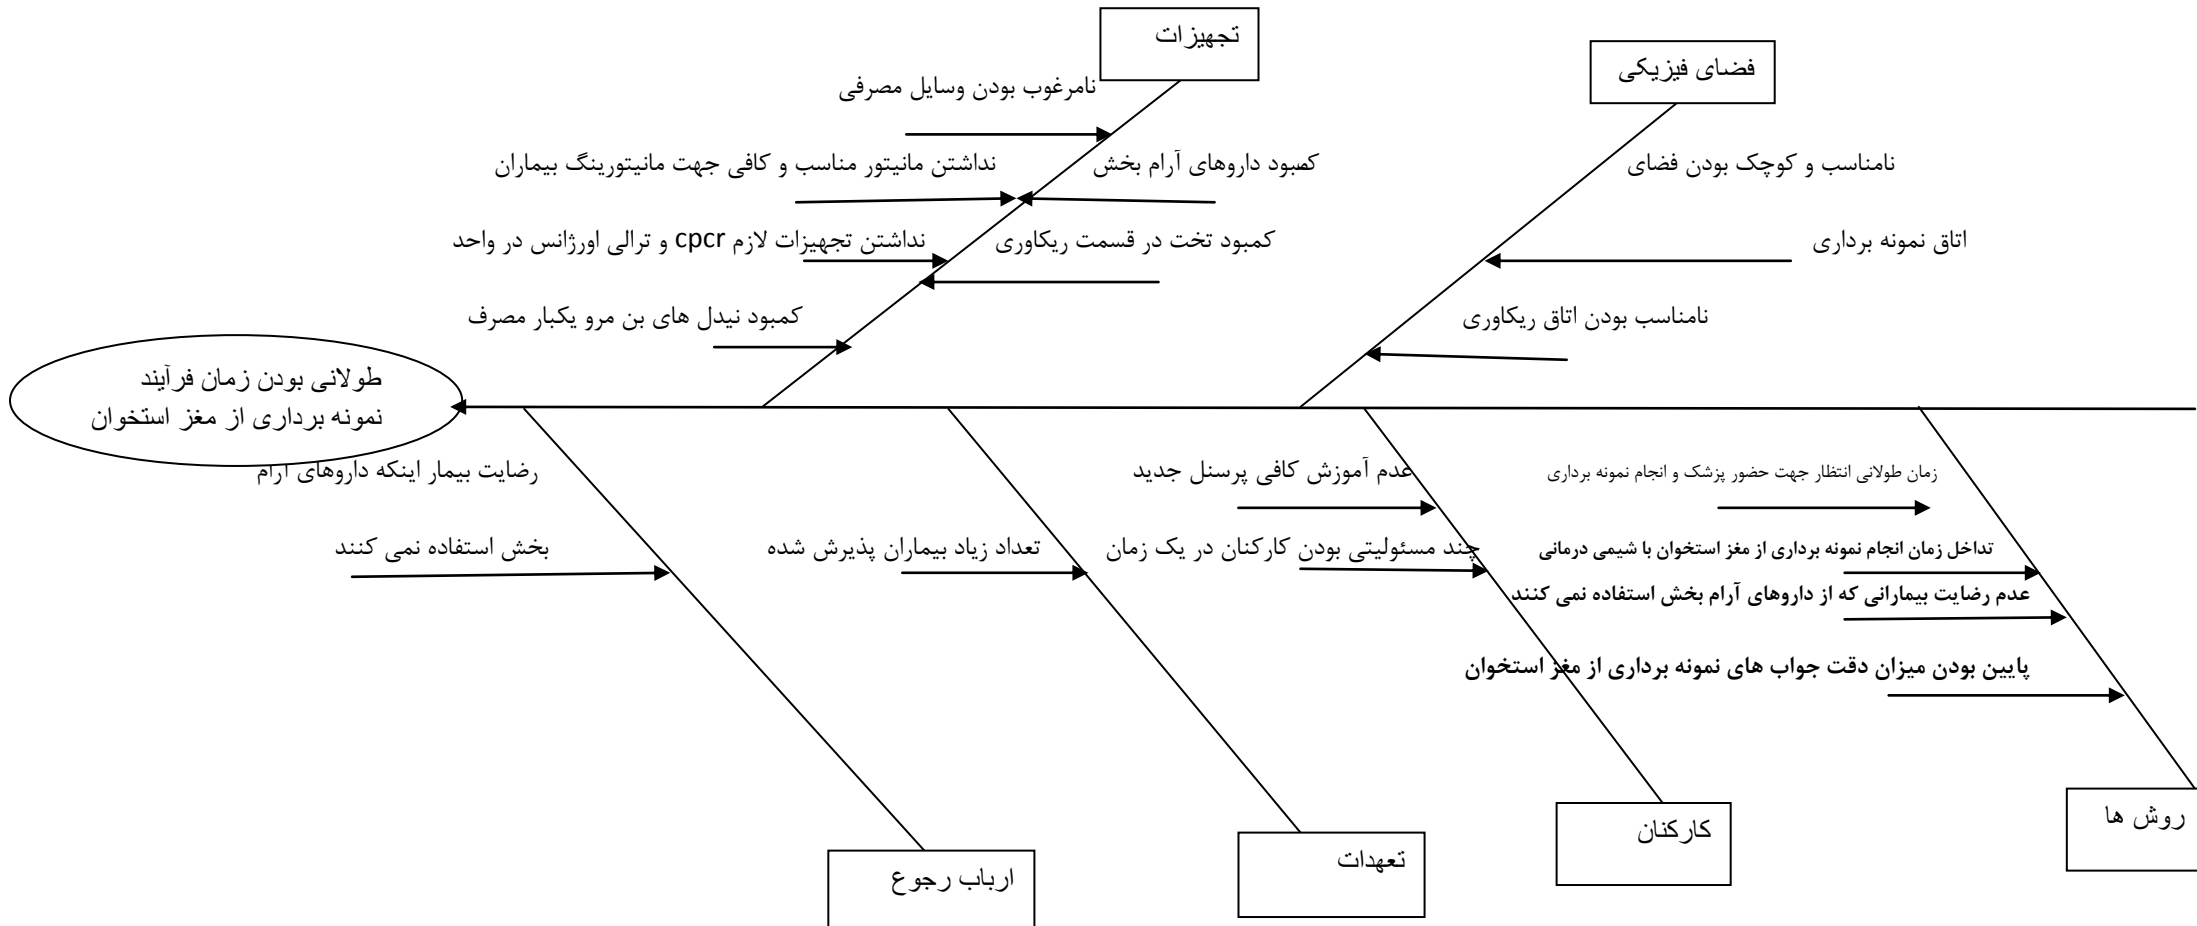 تجهیزات
فضای فیزیکی
نامرغوب بودن وسایل مصرفی
نامناسب و کوچک بودن فضای
کمبود داروهای آرام بخش
نداشتن مانیتور مناسب و کافی جهت مانیتورینگ بیماران
اتاق نمونه برداری
کمبود تخت در قسمت ریکاوری
نداشتن تجهیزات لازم cpcr و ترالی اورژانس در واحد
نامناسب بودن اتاق ریکاوری
کمبود نیدل های بن مرو یکبار مصرف
طولانی بودن زمان فرآیند
نمونه برداری از مغز استخوان
زمان طولانی انتظار جهت حضور پزشک و انجام نمونه برداری
عدم آموزش کافی پرسنل جدید
رضایت بیمار اینکه داروهای آرام
تداخل زمان انجام نمونه برداری از مغز استخوان با شیمی درمانی
چند مسئولیتی بودن کارکنان در یک زمان
تعداد زیاد بیماران پذیرش شده
بخش استفاده نمی کنند
عدم رضایت بیمارانی که از داروهای آرام بخش استفاده نمی کنند
پایین بودن میزان دقت جواب های نمونه برداری از مغز استخوان
روش ها
کارکنان
تعهدات
ارباب رجوع